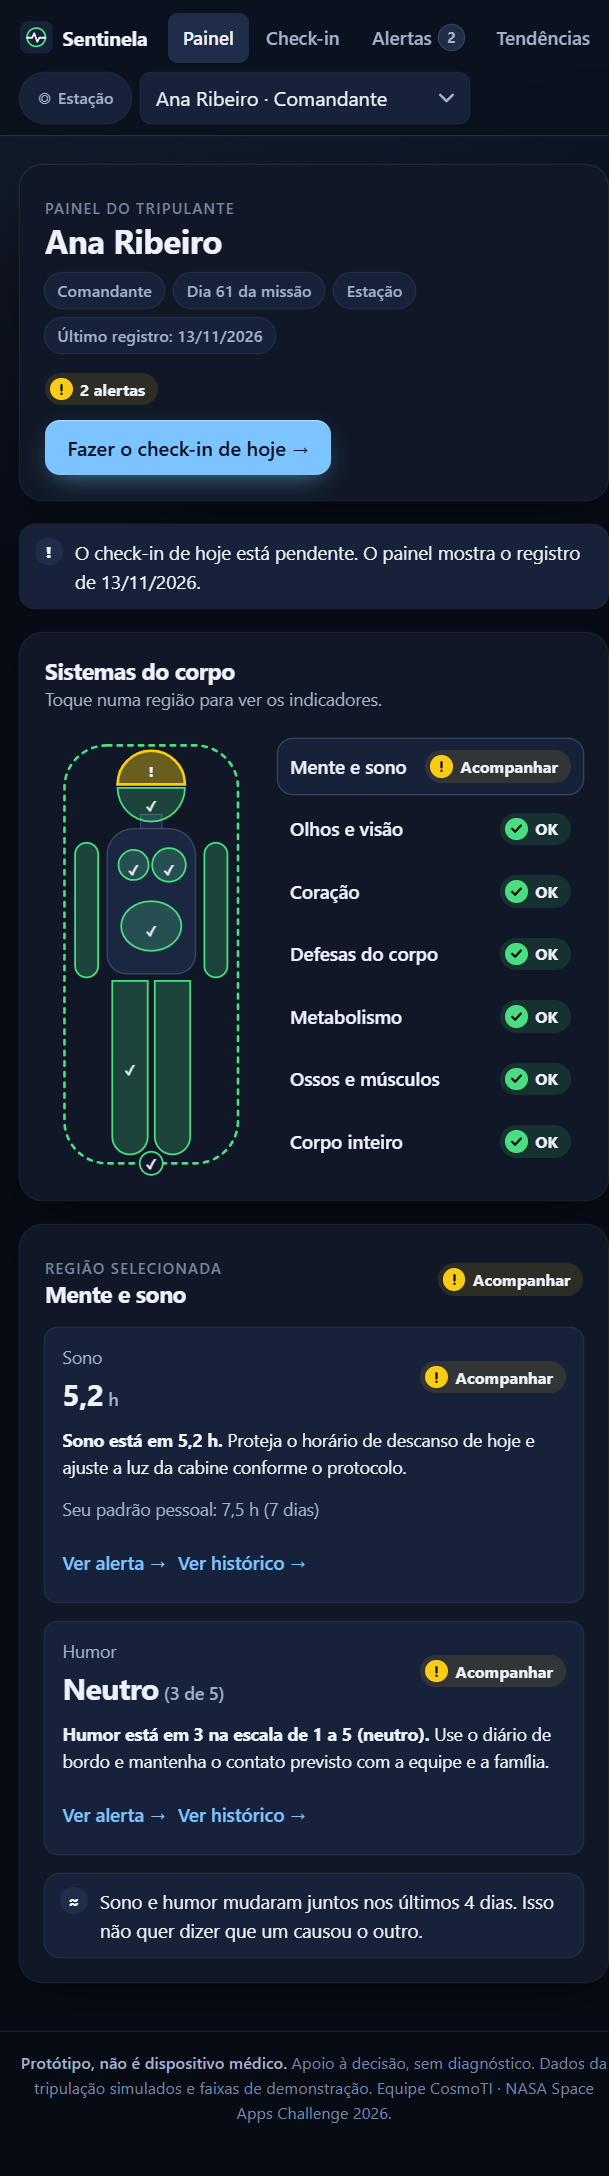 Sentinela
Painel
Check-in
Alertas 2
Tendências
Estação
Ana Ribeiro · Comandante
PAINEL DO TRIPULANTE
Ana Ribeiro
Comandante
Dia 61 da missão
Estação
Último registro: 13/11/2026
! 2 alertas
Fazer o check-in de hoje →
! O check-in de hoje está pendente. O painel mostra o registro
de 13/11/2026.
Sistemas do corpo
Toque numa região para ver os indicadores.
!
✓
✓ ✓
✓
✓
✓
Mente e sono ! Acompanhar
Olhos e visão ✓ OK
Coração ✓ OK
Defesas do corpo ✓ OK
Metabolismo ✓ OK
Ossos e músculos ✓ OK
Corpo inteiro ✓ OK
REGIÃO SELECIONADA
Mente e sono
! Acompanhar
Sono
5,2 h
! Acompanhar
Sono está em 5,2 h. Proteja o horário de descanso de hoje e
ajuste a luz da cabine conforme o protocolo.
Seu padrão pessoal: 7,5 h (7 dias)
Ver alerta → Ver histórico →
Humor
Neutro (3 de 5)
! Acompanhar
Humor está em 3 na escala de 1 a 5 (neutro). Use o diário de
bordo e mantenha o contato previsto com a equipe e a família.
Ver alerta → Ver histórico →
≈ Sono e humor mudaram juntos nos últimos 4 dias. Isso
não quer dizer que um causou o outro.
Protótipo, não é dispositivo médico. Apoio à decisão, sem diagnóstico. Dados da
tripulação simulados e faixas de demonstração. Equipe CosmoTI · NASA Space
Apps Challenge 2026.